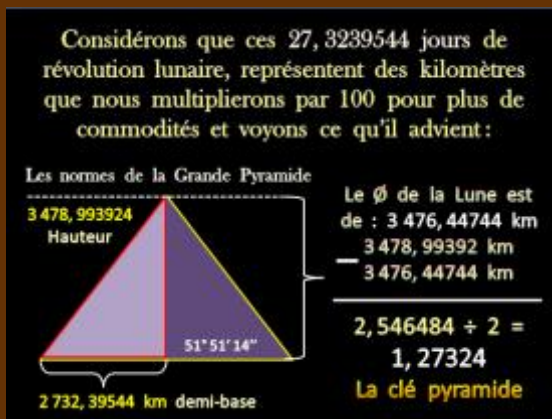 Considérons que ces 27, 3239544 jours de
révolution lunaire, représentent des kilomètres
que nous multiplierons par 100 pour plus de
commodités et voyons ce qu'il advient :
Les normes de la Grande Pyramide
3 478, 993924
Hauteur
51° 51' 14"
2 732, 39544 km demi-base
Le Ø de la Lune est
de : 3 476, 44744 km
3 478, 99392 km
— 3 476, 44744 km
2, 546484 ÷ 2 =
1, 27324
La clé pyramide